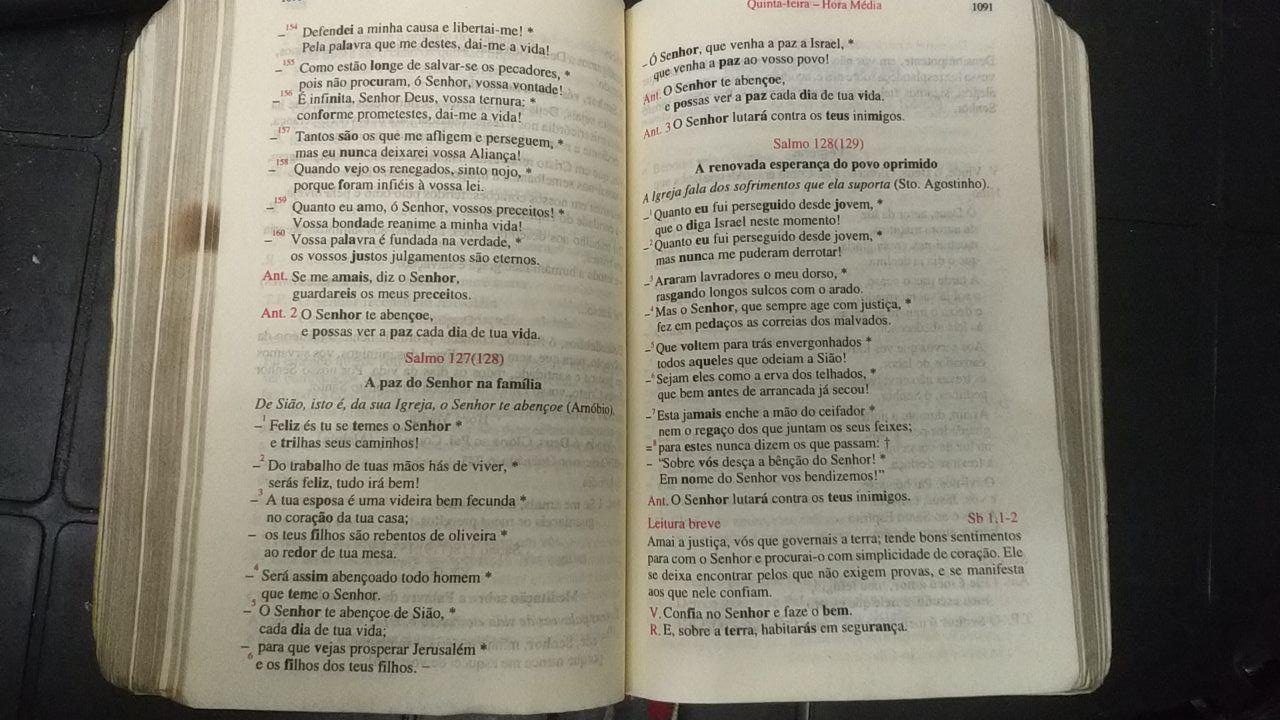 _154 Defendei a minha causa e libertai-me! *
Pela palavra que me destes, dai-me a vida!
_155 Como estão longe de salvar-se os pecadores, *
pois não procuram, ó Senhor, vossa vontade!
_156 É infinita, Senhor Deus, vossa ternura: *
conforme prometestes, dai-me a vida!
_157 Tantos são os que me afligem e perseguem, *
mas eu nunca deixarei vossa Aliança!
_158 Quando vejo os renegados, sinto nojo, *
porque foram infiéis à vossa lei.
_159 Quanto eu amo, ó Senhor, vossos preceitos! *
Vossa bondade reanime a minha vida!
_160 Vossa palavra é fundada na verdade, *
os vossos justos julgamentos são eternos.
Ant. Se me amais, diz o Senhor,
guardareis os meus preceitos.
Ant. 2 O Senhor te abençoe,
e possas ver a paz cada dia de tua vida.
Salmo 127(128)
A paz do Senhor na família
De Sião, isto é, da sua Igreja, o Senhor te abençoe (Arnóbio).
–1 Feliz és tu se temes o Senhor *
e trilhas seus caminhos!
–2 Do trabalho de tuas mãos hás de viver, *
serás feliz, tudo irá bem!
–3 A tua esposa é uma videira bem fecunda *
no coração da tua casa;
– os teus filhos são rebentos de oliveira *
ao redor de tua mesa.
–4 Será assim abençoado todo homem *
que teme o Senhor.
–5 O Senhor te abençoe de Sião, *
cada dia de tua vida;
– para que vejas prosperar Jerusalém *
6 e os filhos dos teus filhos. –
Quinta-feira – Hora Média 1091
– Ó Senhor, que venha a paz a Israel, *
que venha a paz ao vosso povo!
Ant. O Senhor te abençoe,
e possas ver a paz cada dia de tua vida.
Ant. 3 O Senhor lutará contra os teus inimigos.
Salmo 128(129)
A renovada esperança do povo oprimido
A Igreja fala dos sofrimentos que ela suporta (Sto. Agostinho).
–1 Quanto eu fui perseguido desde jovem, *
que o diga Israel neste momento!
–2 Quanto eu fui perseguido desde jovem, *
mas nunca me puderam derrotar!
–3 Araram lavradores o meu dorso, *
rasgando longos sulcos com o arado.
–4 Mas o Senhor, que sempre age com justiça, *
fez em pedaços as correias dos malvados.
–5 Que voltem para trás envergonhados *
todos aqueles que odeiam a Sião!
–6 Sejam eles como a erva dos telhados, *
que bem antes de arrancada já secou!
–7 Esta jamais enche a mão do ceifador *
nem o regaço dos que juntam os seus feixes;
=8 para estes nunca dizem os que passam: †
– “Sobre vós desça a bênção do Senhor! *
Em nome do Senhor vos bendizemos!”
Ant. O Senhor lutará contra os teus inimigos.
Leitura breve Sb 1,1-2
Amai a justiça, vós que governais a terra; tende bons sentimentos
para com o Senhor e procurai-o com simplicidade de coração. Ele
se deixa encontrar pelos que não exigem provas, e se manifesta
aos que nele confiam.
V. Confia no Senhor e faze o bem.
R. E, sobre a terra, habitarás em segurança.